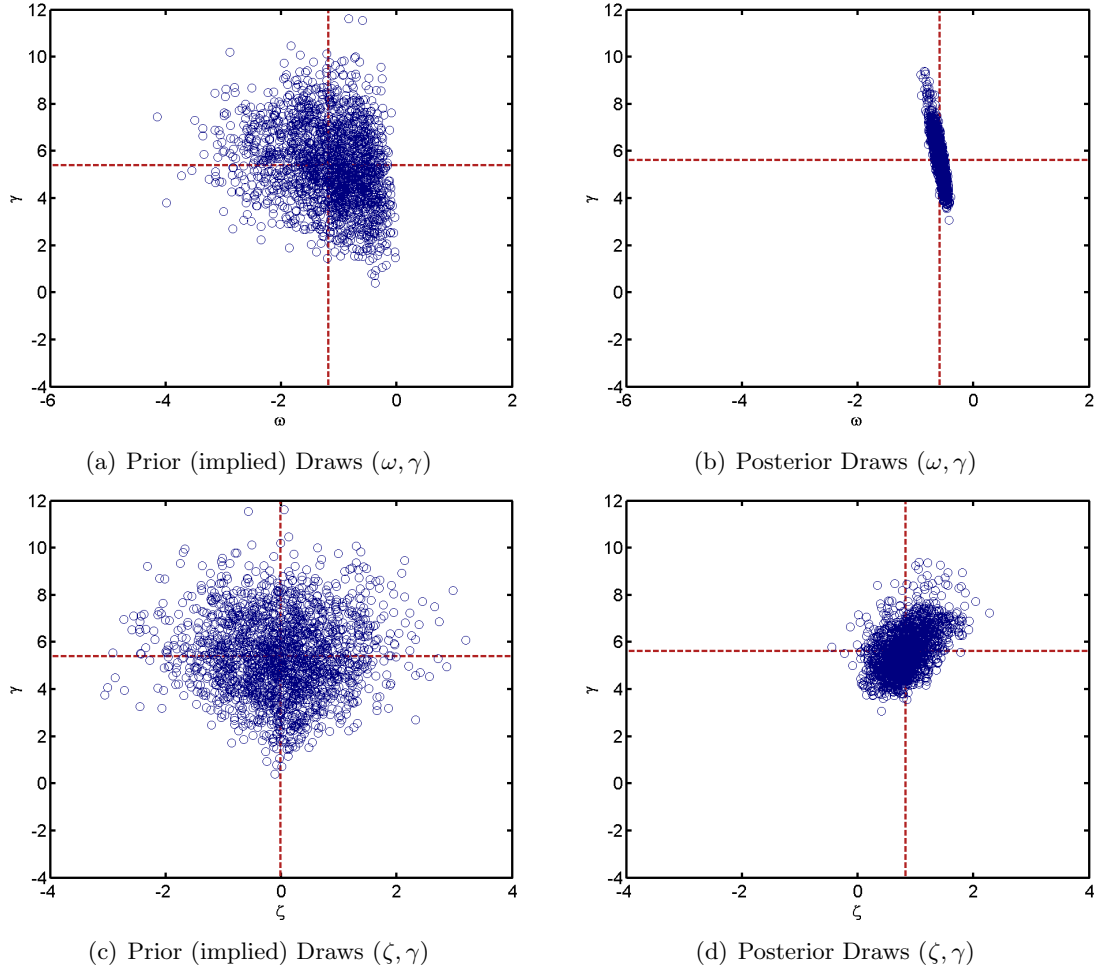 12
10
8
6
4
2
0
-2
-4
γ
-6 -4 -2 0 2
ω
(a) Prior (implied) Draws (ω, γ)
12
10
8
6
4
2
0
-2
-4
γ
-6 -4 -2 0 2
ω
(b) Posterior Draws (ω, γ)
12
10
8
6
4
2
0
-2
-4
γ
-4 -2 0 2 4
ζ
(c) Prior (implied) Draws (ζ, γ)
12
10
8
6
4
2
0
-2
-4
γ
-4 -2 0 2 4
ζ
(d) Posterior Draws (ζ, γ)